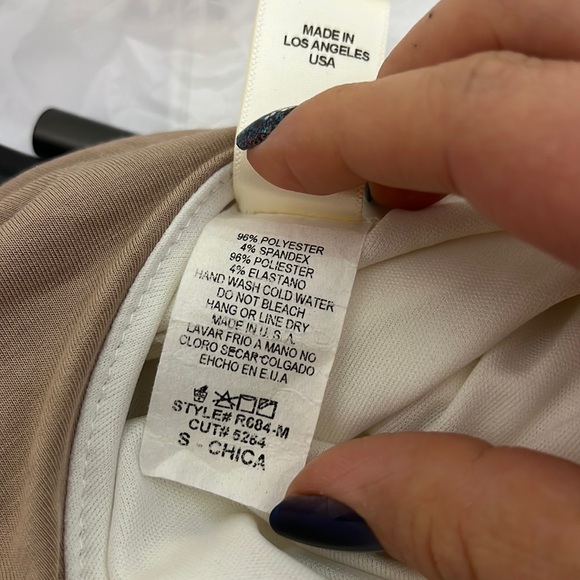 MADE IN
LOS ANGELES
USA
96% POLYESTER
4% SPANDEX
96% POLIESTER
4% ELASTANO
HAND WASH COLD WATER
DO NOT BLEACH
HANG OR LINE DRY
MADE IN U.S.A
LAVAR FRIO A MANO NO
CLORO SECAR COLGADO
EHCHO EN E.U.A
STYLE# R084-M
CUT# 5264
S - CHICA